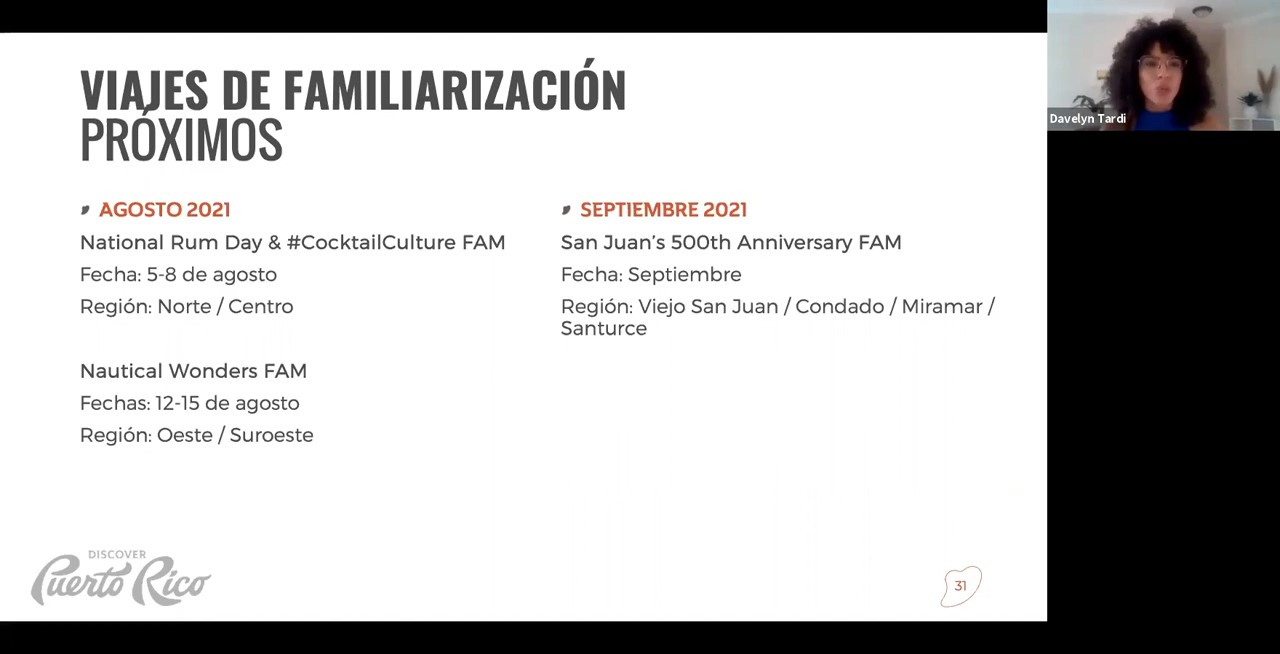 VIAJES DE FAMILIARIZACIÓN
PRÓXIMOS
AGOSTO 2021
National Rum Day & #CocktailCulture FAM
Fecha: 5-8 de agosto
Región: Norte / Centro
Nautical Wonders FAM
Fechas: 12-15 de agosto
Región: Oeste / Suroeste
SEPTIEMBRE 2021
San Juan’s 500th Anniversary FAM
Fecha: Septiembre
Región: Viejo San Juan / Condado / Miramar /
Santurce
DISCOVER
Puerto Rico
31
Davelyn Tardi